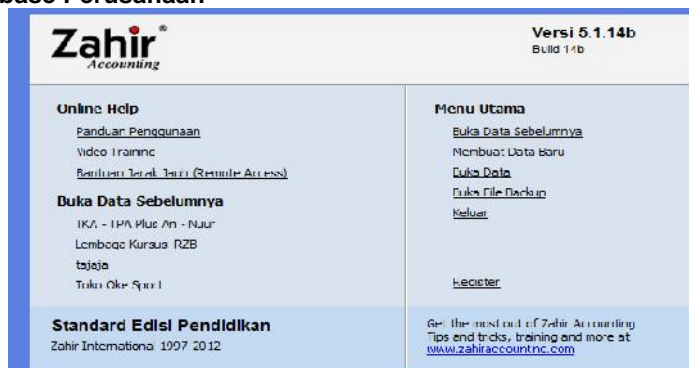 base Perusahaan
Zahir®
Accounting
Versi 5.1.14b
Build 14b
Online Help
Panduan Penggunaan
Video Training
Bantuan Jarak Jauh (Remote Access)
Buka Data Sebelumnya
TKA - TPA Plus An - Nuur
Lembaga Kursus RZB
tajaja
Toko Oke Sport
Menu Utama
Buka Data Sebelumnya
Membuat Data Baru
Buka Data
Buka File Backup
Keluar
Register
Standard Edisi Pendidikan
Zahir International 1997-2012
Get the most out of Zahir Accounting
Tips and tricks, training and more at
www.zahiraccounting.com